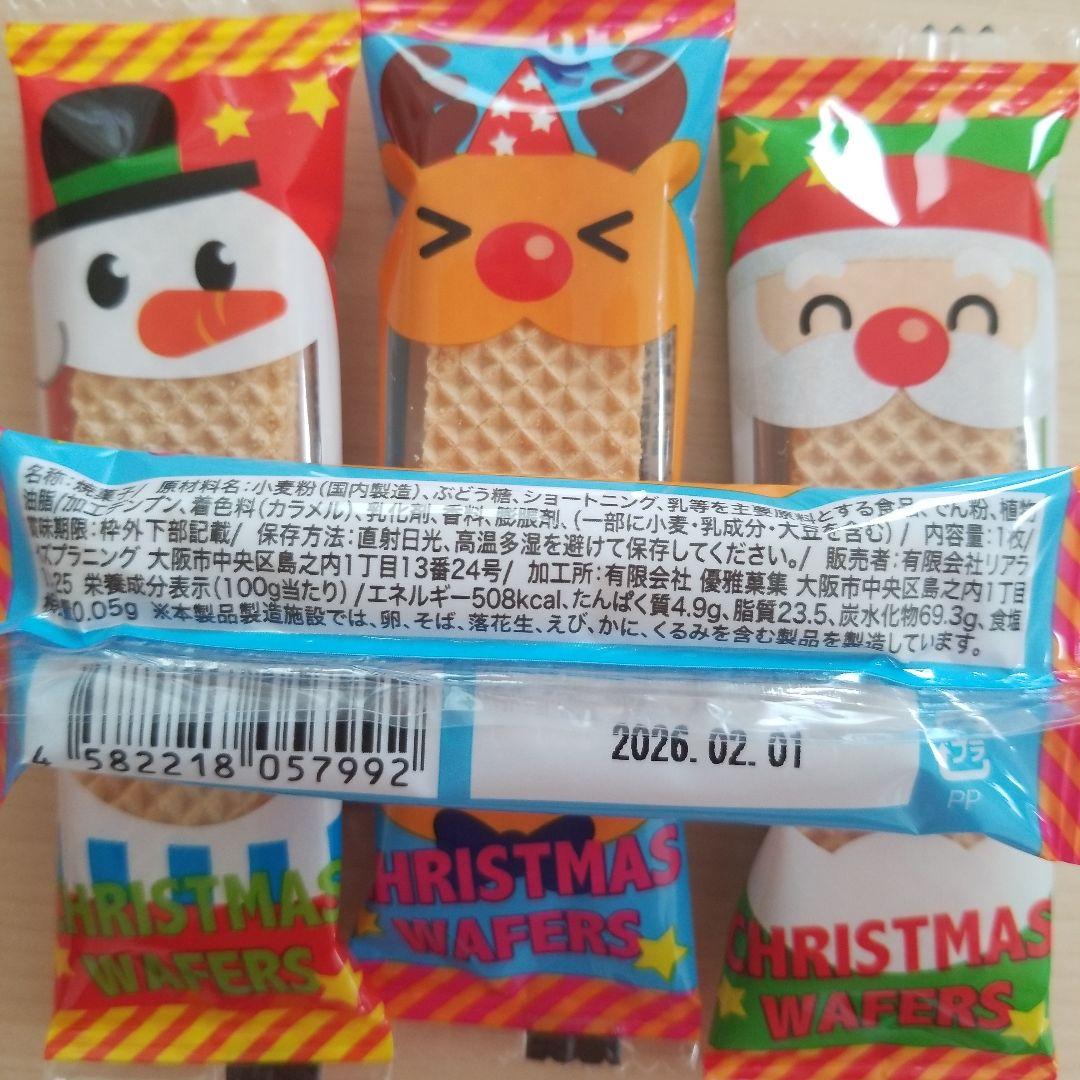 名称:焼菓子/ 原材料名:小麦粉(国内製造)、ぶどう糖、ショートニング、乳等を主要原料とする食品、でん粉、植物
油脂/加工デンプン、着色料(カラメル)、乳化剤、香料、膨脹剤、(一部に小麦・乳成分・大豆を含む)/ 内容量:1枚/
賞味期限:枠外下部記載/ 保存方法:直射日光、高温多湿を避けて保存してください。/ 販売者:有限会社リアラ
イズプラニング 大阪市中央区島之内1丁目13番24号/ 加工所:有限会社 優雅菓集 大阪市中央区島之内1丁目
25 栄養成分表示(100g当たり)/エネルギー508kcal、たんぱく質4.9g、脂質23.5、炭水化物69.3g、食塩
0.05g ※本製品製造施設では、卵、そば、落花生、えび、かに、くるみを含む製品を製造しています。
4 582218 057992
2026.02.01
プラ
PP
CHRISTMAS
WAFERS
CHRISTMAS
WAFERS
CHRISTMAS
WAFERS